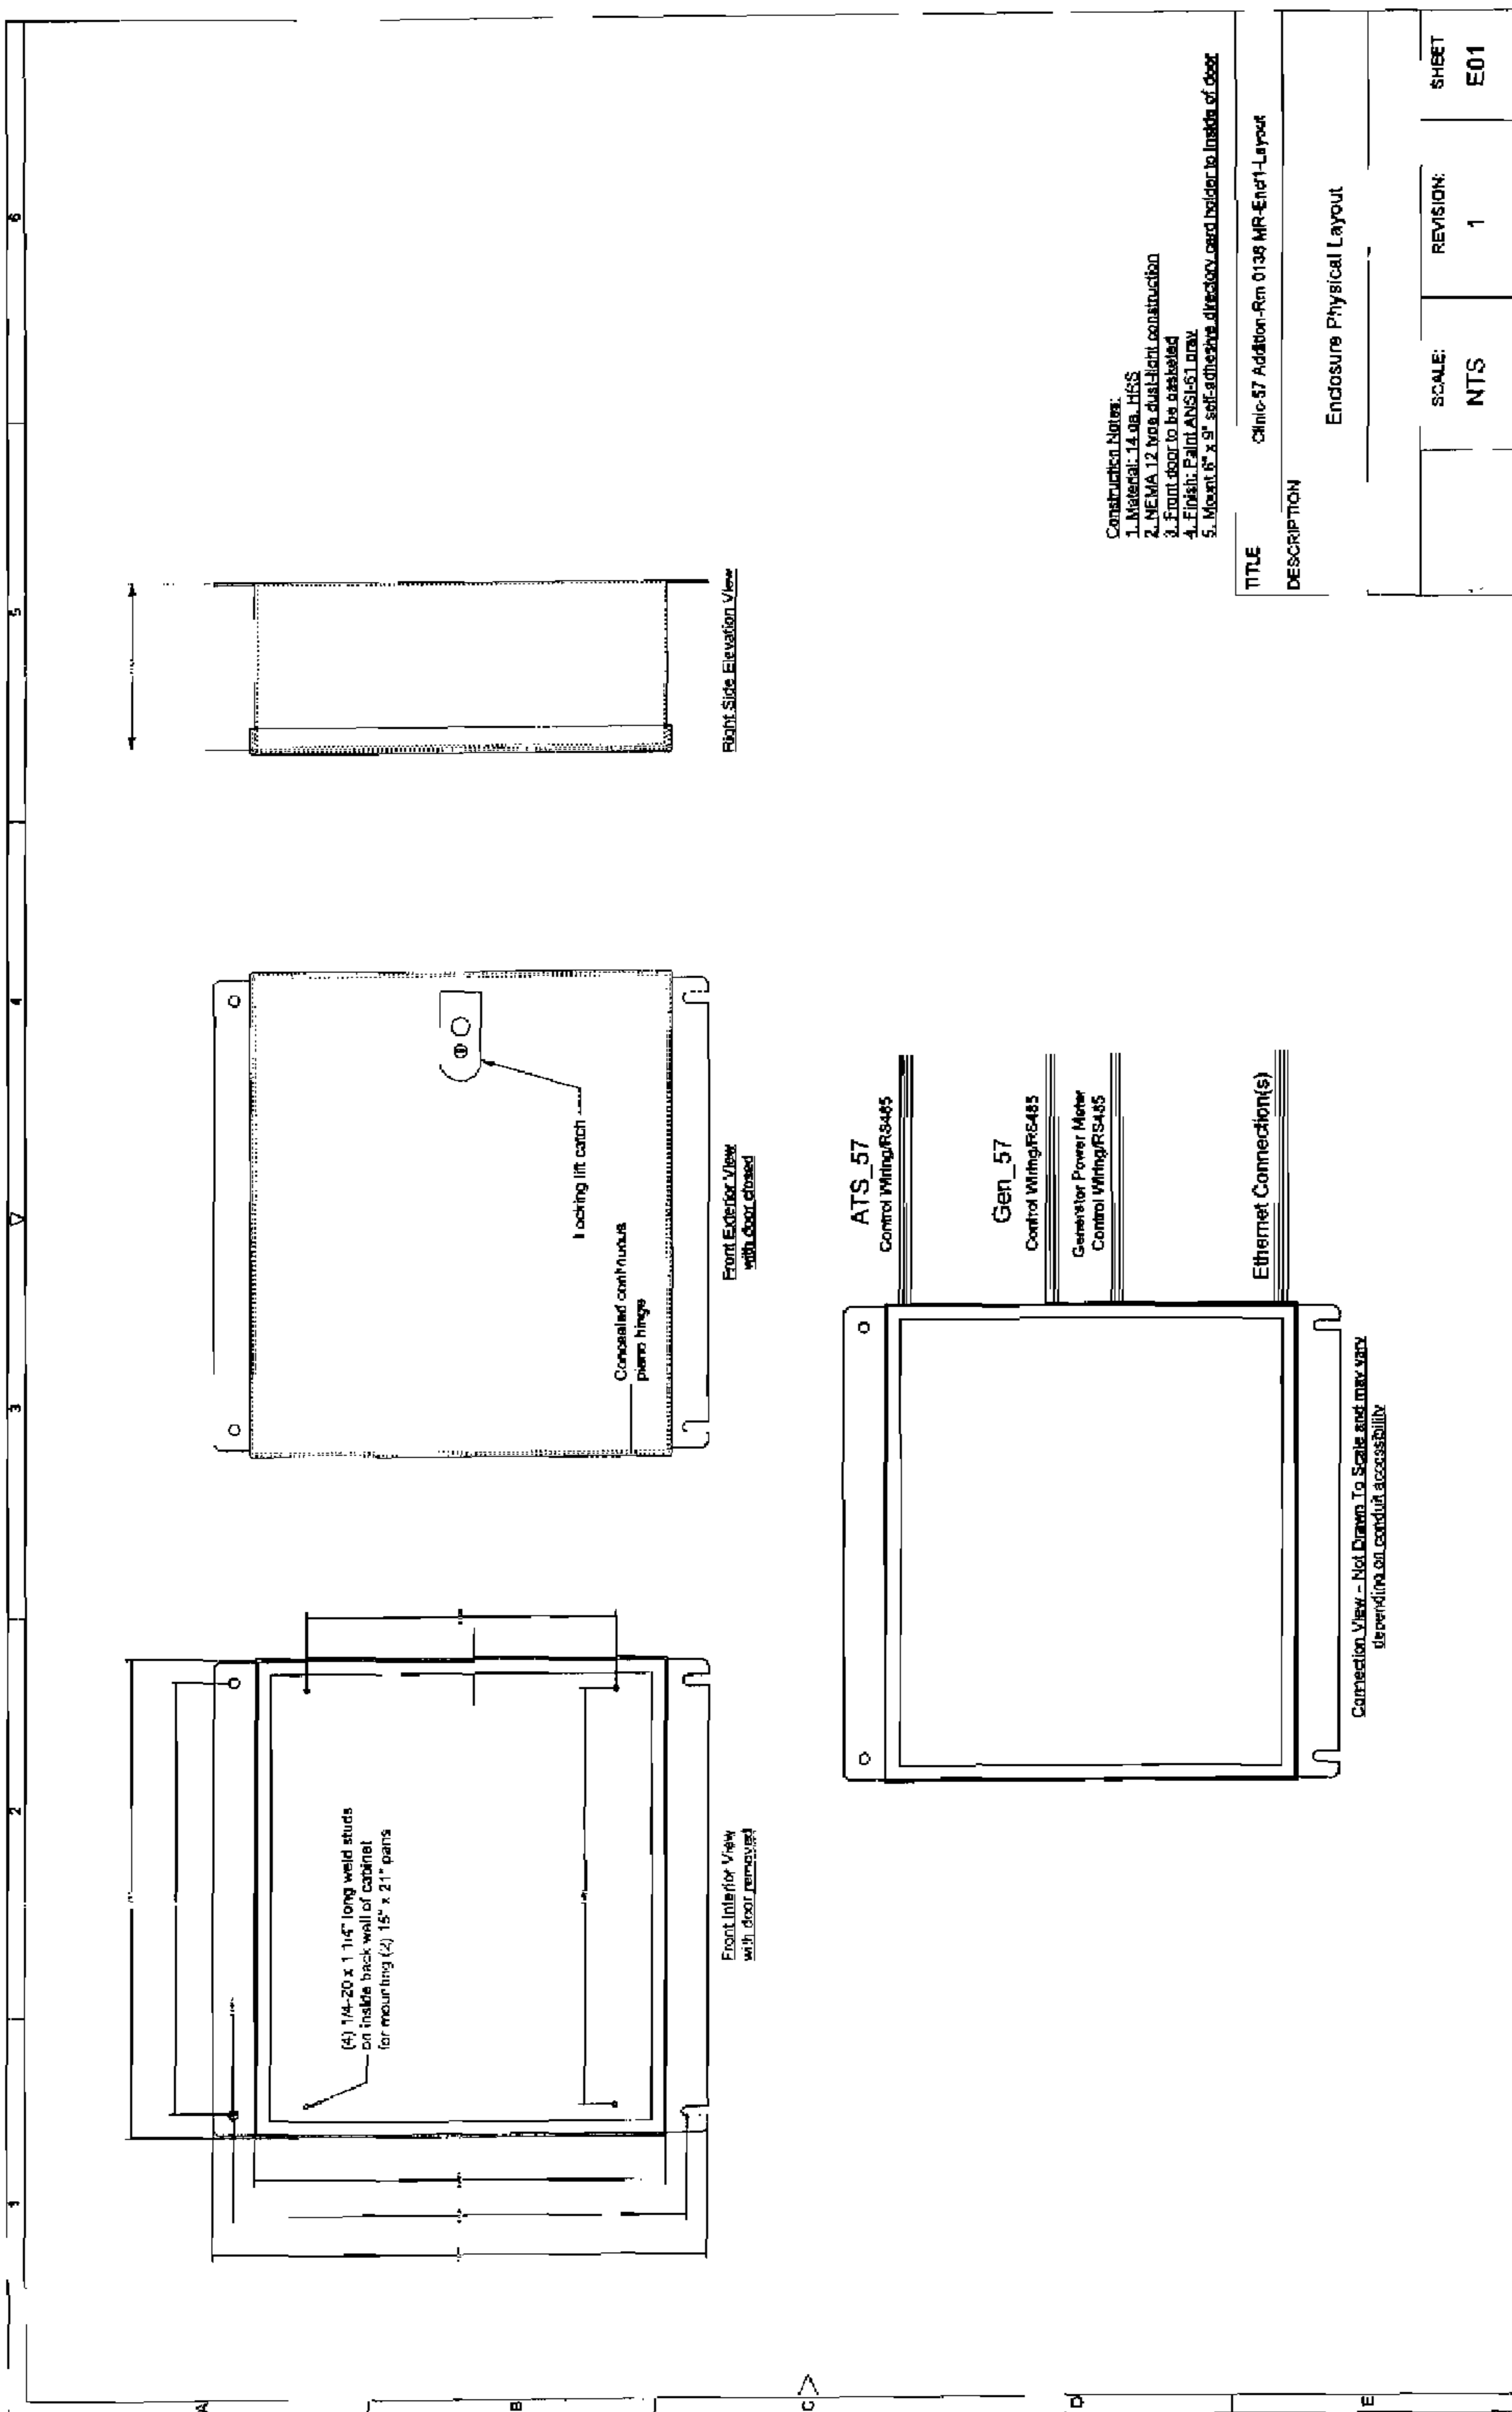 1 2 3 4 5 6
A
B
C
D
E
(4) 1/4-20 x 1 1/4" long weld studs
on inside back wall of cabinet
for mounting (2) 15" x 21" pans
Front Interior View
with door removed
Locking lift catch
Concealed continuous
piano hinge
Front Exterior View
with door closed
Right Side Elevation View
ATS_57
Control Wiring/RS485
Gen_57
Control Wiring/RS485
Generator Power Meter
Control Wiring/RS485
Ethernet Connection(s)
Connection View - Not Drawn To Scale and may vary
depending on conduit accessibility
Construction Notes:
1. Material: 14 ga. HRS
2. NEMA 12 type dust-tight construction
3. Front door to be gasketed
4. Finish: Paint ANSI-61 gray
5. Mount 6" x 9" self-adhesive directory card holder to inside of door
TITLE
Clinic-57 Addition-Rm 0138 MR-Encl1-Layout
DESCRIPTION
Enclosure Physical Layout
SCALE: REVISION: SHEET
NTS 1 E01